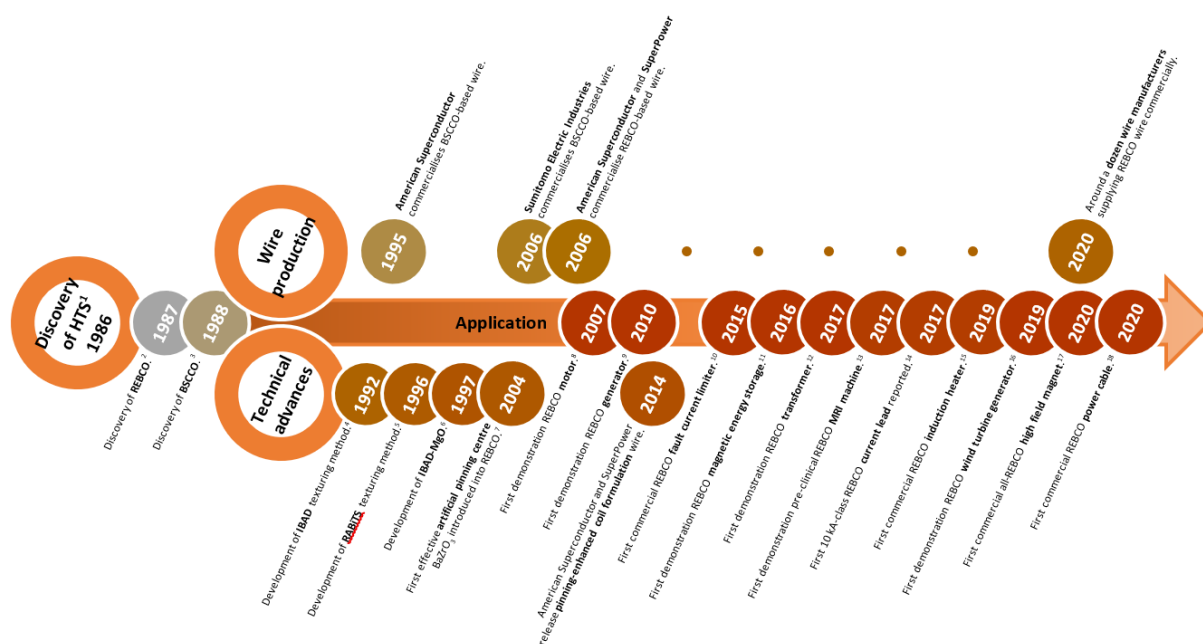 Discovery
of HTS¹
1986
1987
Discovery of REBCO.²
1988
Discovery of BSCCO.³
Wire
production
1995
American Superconductor
commercialises BSCCO-based wire.
2006
Sumitomo Electric Industries
commercialises BSCCO-based wire.
2006
American Superconductor and SuperPower
commercialise REBCO-based wire.
2020
Around a dozen wire manufacturers
supplying REBCO wire commercially.
Technical
advances
1992
Development of IBAD texturing method.⁴
1996
Development of RABiTS texturing method.⁵
1997
Development of IBAD-MgO.⁶
2004
First effective artificial pinning centre
BaZrO₃ introduced into REBCO.⁷
2014
American Superconductor and SuperPower
release pinning-enhanced coil formulation wire.
Application
2007
First demonstration REBCO motor.⁸
2010
First demonstration REBCO generator.⁹
2015
First commercial REBCO fault current limiter.¹⁰
2016
First demonstration REBCO magnetic energy storage.¹¹
2017
First demonstration REBCO transformer.¹²
2017
First demonstration pre-clinical REBCO MRI machine.¹³
2017
First 10 kA-class REBCO current lead reported.¹⁴
2019
First commercial REBCO induction heater.¹⁵
2019
First demonstration REBCO wind turbine generator.¹⁶
2020
First commercial all-REBCO high field magnet.¹⁷
2020
First commercial REBCO power cable.¹⁸